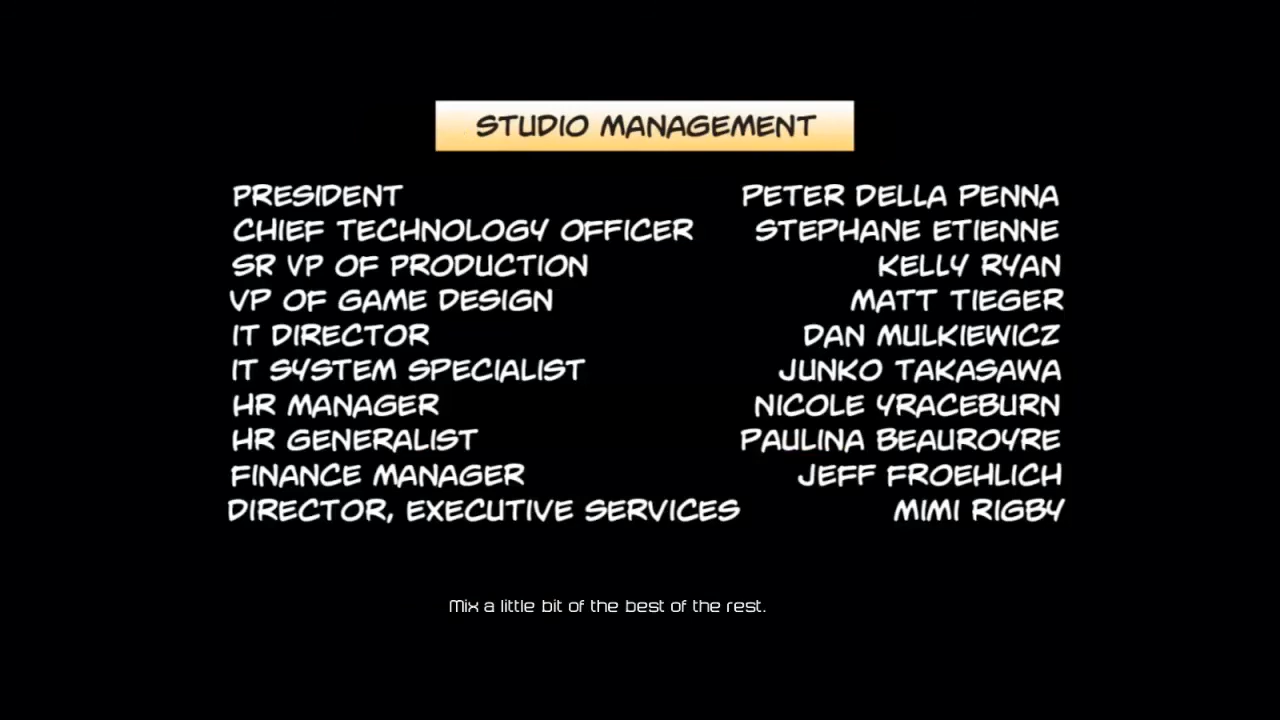 STUDIO MANAGEMENT
PRESIDENT PETER DELLA PENNA
CHIEF TECHNOLOGY OFFICER STEPHANE ETIENNE
SR VP OF PRODUCTION KELLY RYAN
VP OF GAME DESIGN MATT TIEGER
IT DIRECTOR DAN MULKIEWICZ
IT SYSTEM SPECIALIST JUNKO TAKASAWA
HR MANAGER NICOLE YRACEBURN
HR GENERALIST PAULINA BEAUROYRE
FINANCE MANAGER JEFF FROEHLICH
DIRECTOR, EXECUTIVE SERVICES MIMI RIGBY
Mix a little bit of the best of the rest.